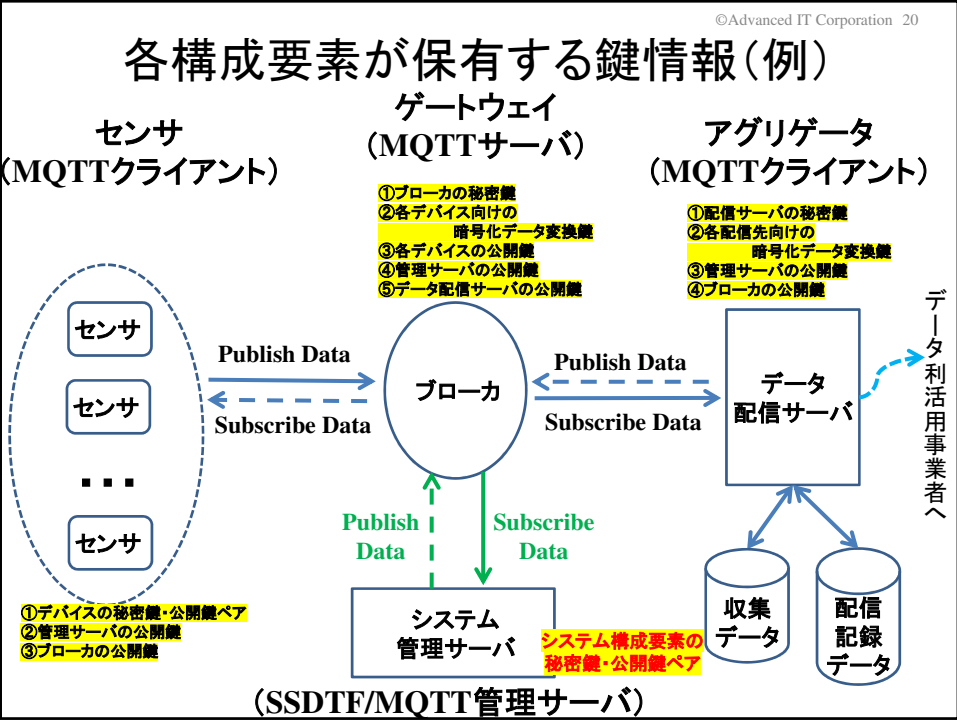 ©Advanced IT Corporation 20
各構成要素が保有する鍵情報(例)
センサ
(MQTTクライアント)
ゲートウェイ
(MQTTサーバ)
アグリゲータ
(MQTTクライアント)
①ブローカの秘密鍵
②各デバイス向けの
暗号化データ変換鍵
③各デバイスの公開鍵
④管理サーバの公開鍵
⑤データ配信サーバの公開鍵
①配信サーバの秘密鍵
②各配信先向けの
暗号化データ変換鍵
③管理サーバの公開鍵
④ブローカの公開鍵
センサ
センサ
・・・
センサ
Publish Data
Subscribe Data
ブローカ
Publish Data
Subscribe Data
データ
配信サーバ
データ利活用事業者へ
Publish
Data
Subscribe
Data
①デバイスの秘密鍵・公開鍵ペア
②管理サーバの公開鍵
③ブローカの公開鍵
システム
管理サーバ
システム構成要素の
秘密鍵・公開鍵ペア
収集
データ
配信
記録
データ
(SSDTF/MQTT管理サーバ)